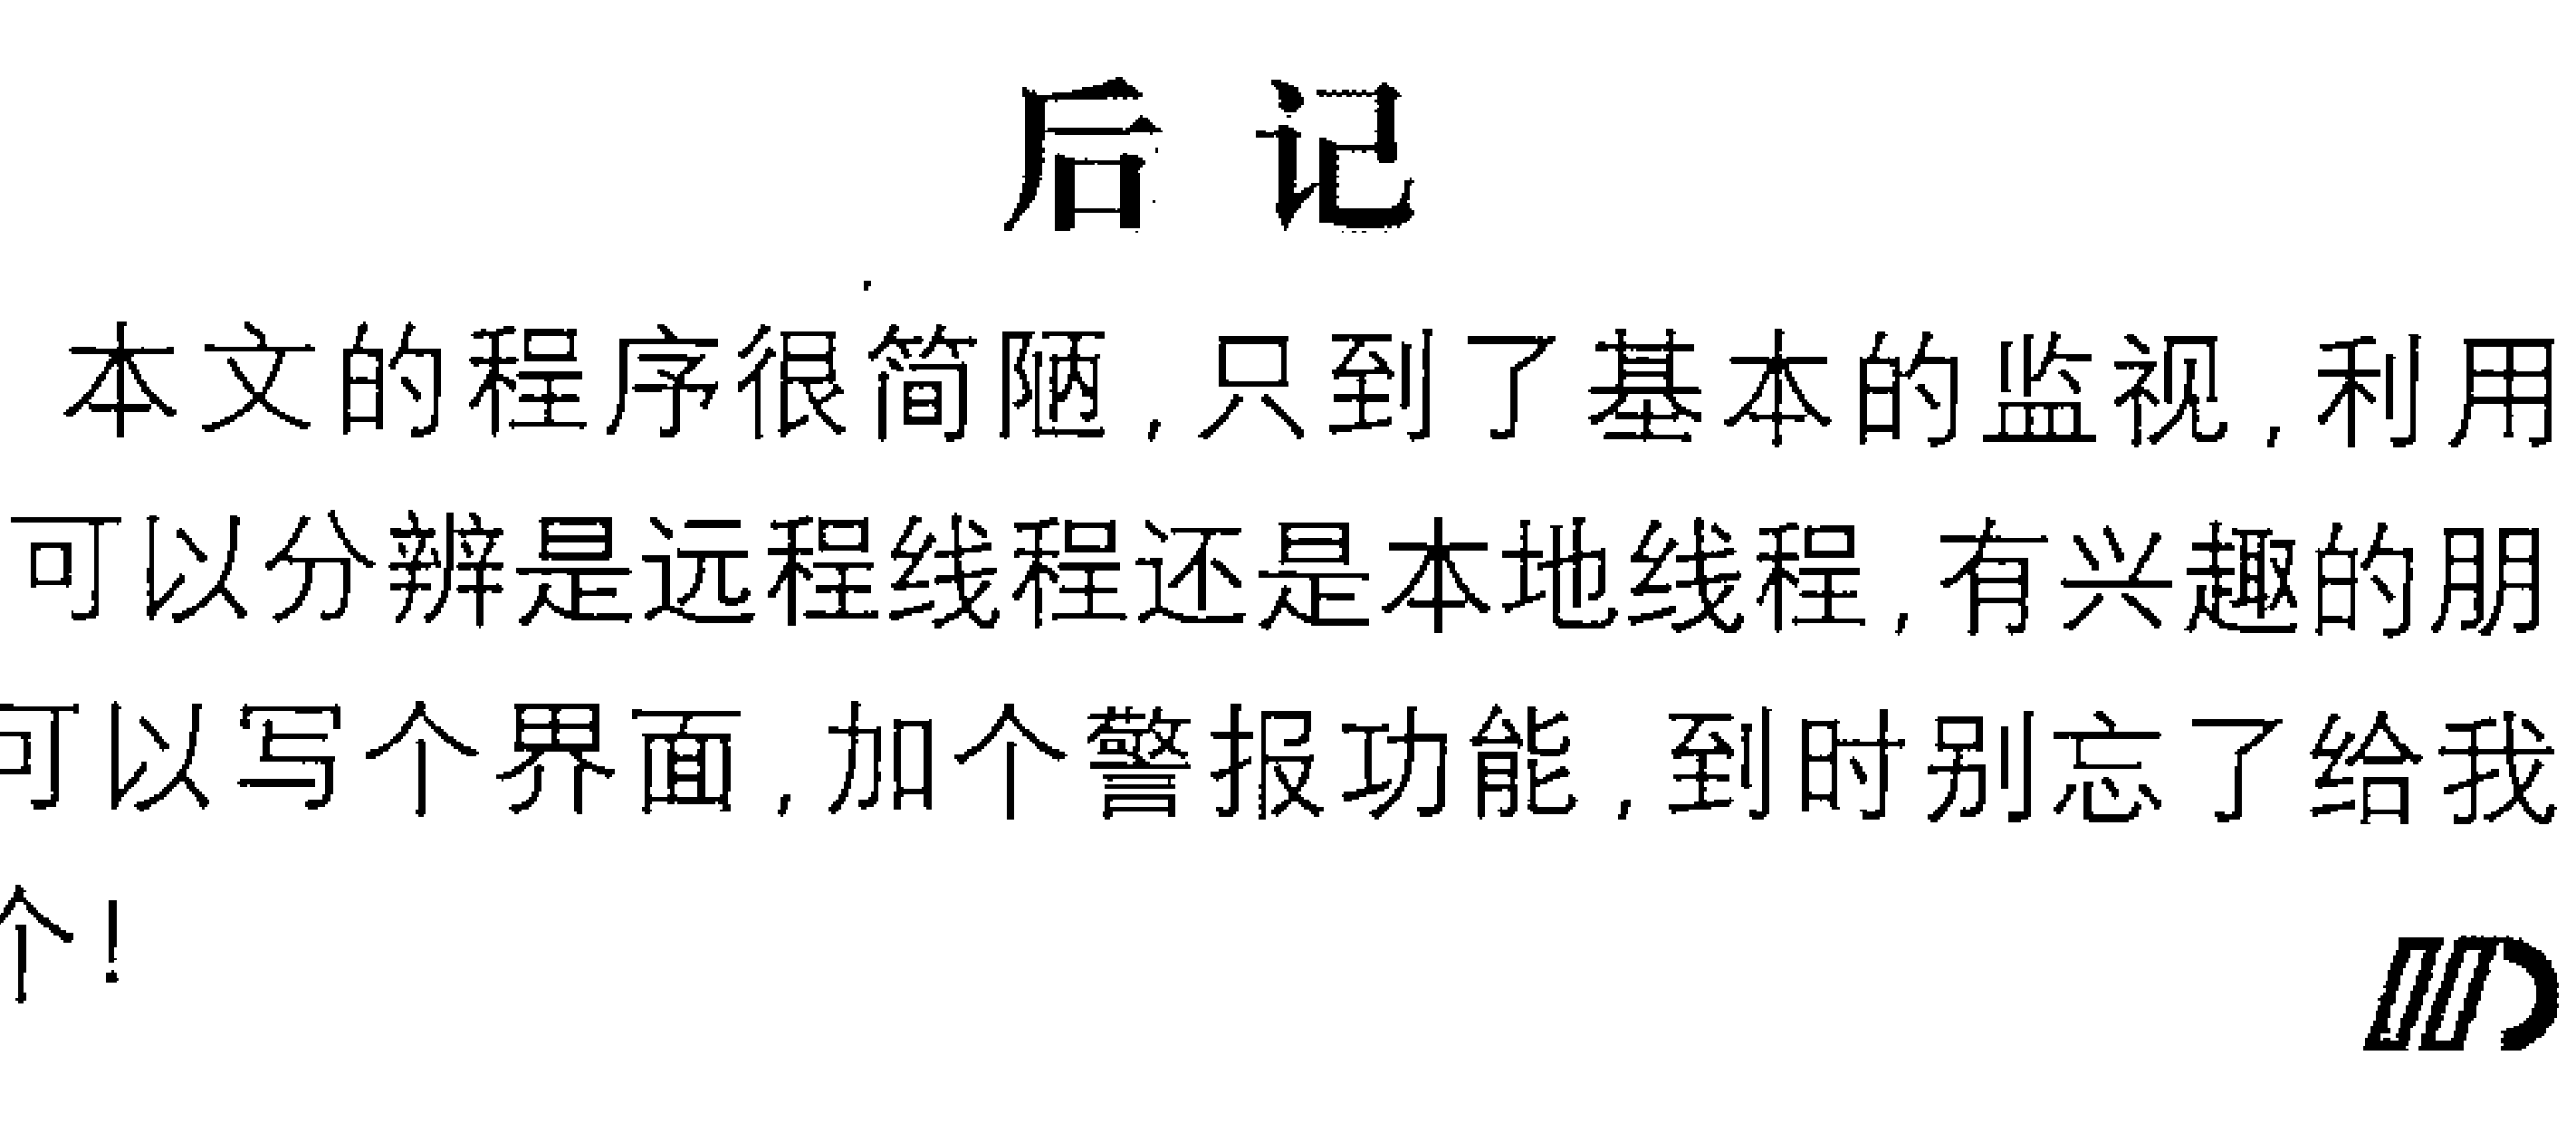 后记
本文的程序很简陋,只到了基本的监视,利用
可以分辨是远程线程还是本地线程,有兴趣的朋
可以写个界面,加个警报功能,到时别忘了给我
个!